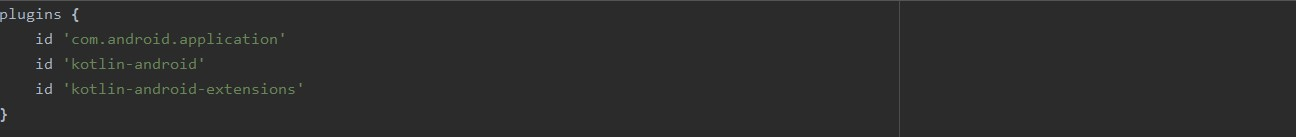 plugins {
    id 'com.android.application'
    id 'kotlin-android'
    id 'kotlin-android-extensions'
}